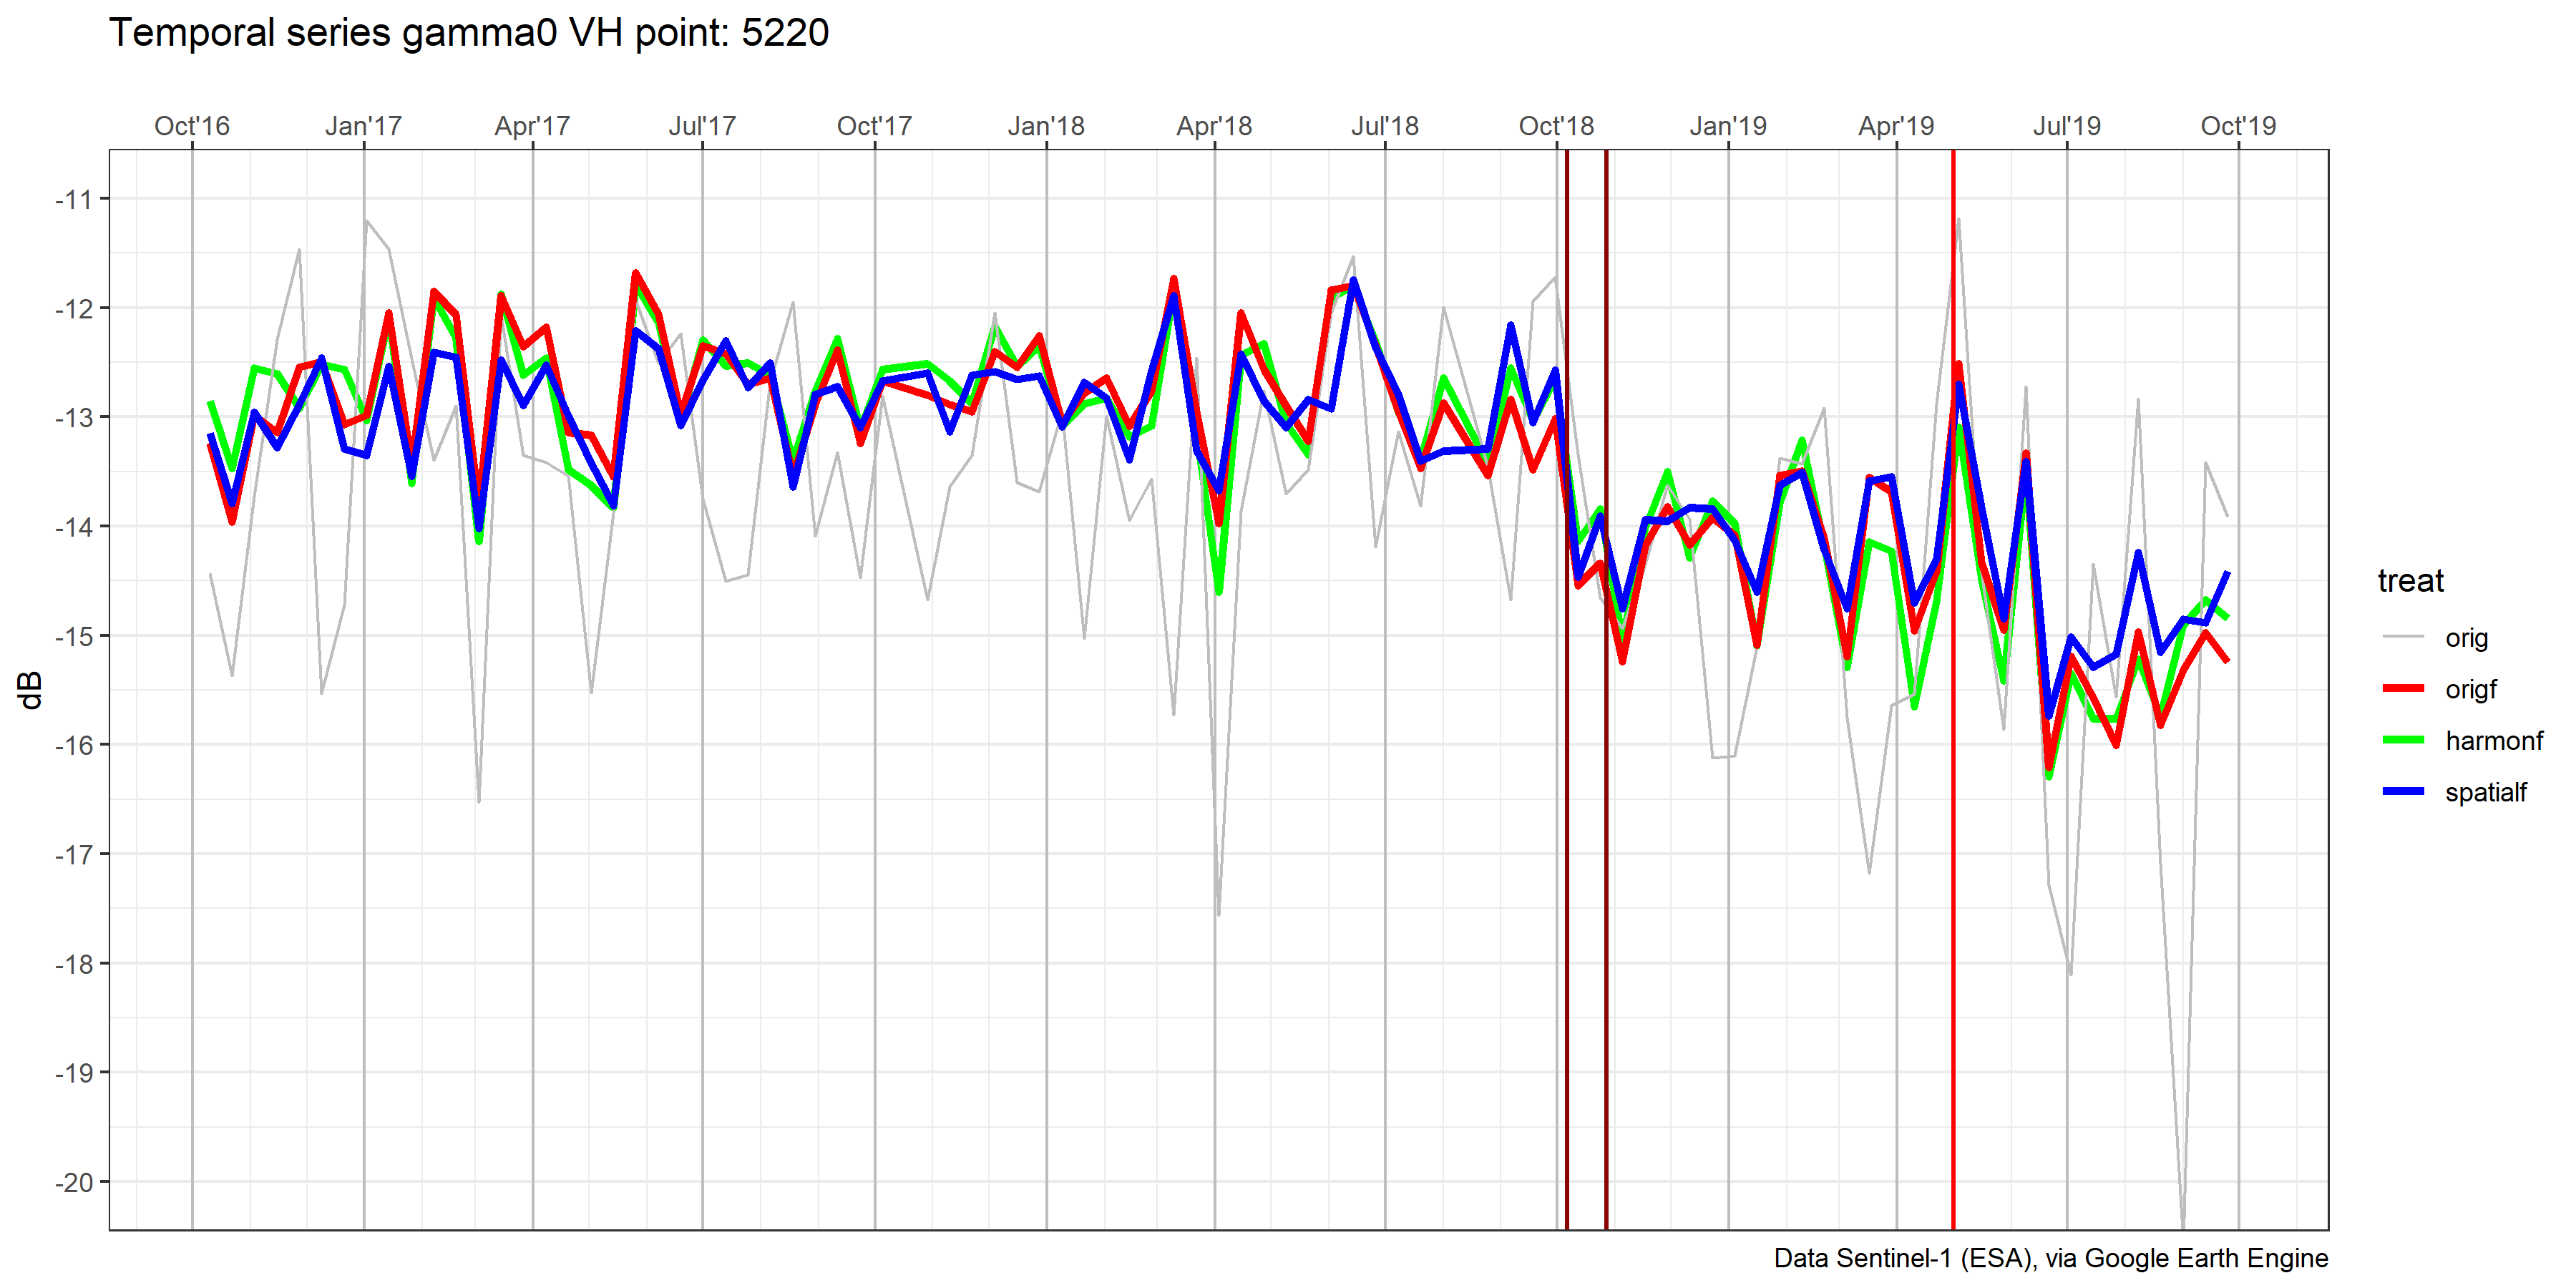 Temporal series gamma0 VH point: 5220
Oct'16 Jan'17 Apr'17 Jul'17 Oct'17 Jan'18 Apr'18 Jul'18 Oct'18 Jan'19 Apr'19 Jul'19 Oct'19
-11
-12
-13
-14
-15
-16
-17
-18
-19
-20
dB
treat
orig
origf
harmonf
spatialf
Data Sentinel-1 (ESA), via Google Earth Engine